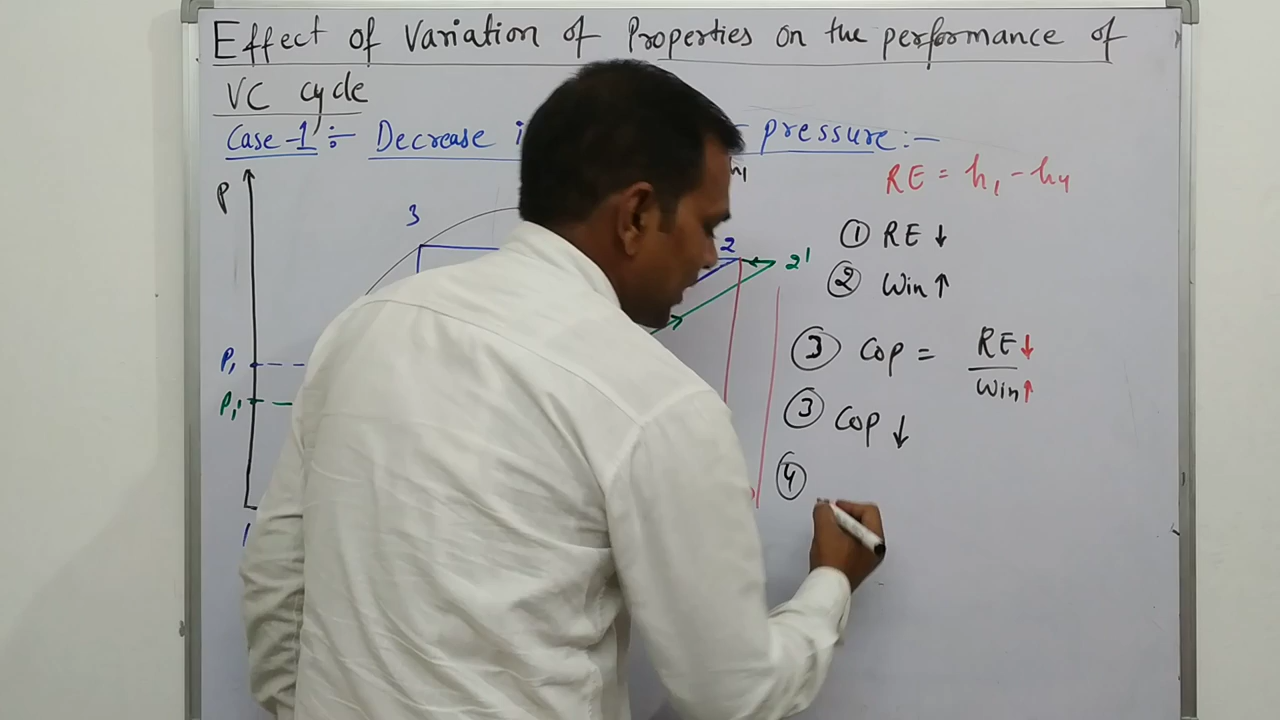 Effect of Variation of Properties on the performance of
VC cycle
Case-1 :- Decrease i pressure :-
P
3
h1
2
2'
P1
P1'
RE = h1 - h4
① RE ↓
② Win ↑
③ Cop = RE↓
Win↑
③ Cop ↓
④